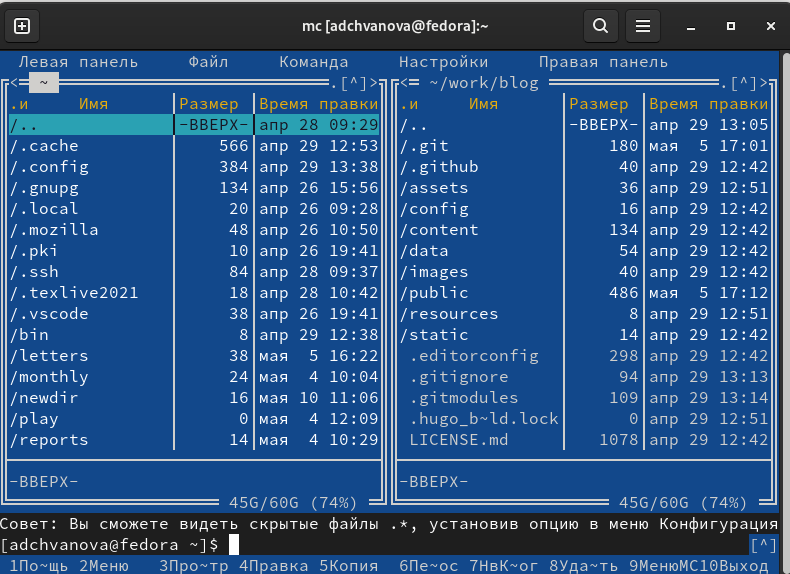 mc [adchvanova@fedora]:~
Левая панель Файл Команда Настройки Правая панель
<= ~ .[^]> <= ~/work/blog .[^]>
.и Имя Размер Время правки .и Имя Размер Время правки
/.. -ВВЕРХ- апр 28 09:29 /.. -ВВЕРХ- апр 29 13:05
/.cache 566 апр 29 12:53 /.git 180 мая 5 17:01
/.config 384 апр 29 13:38 /.github 40 апр 29 12:42
/.gnupg 134 апр 26 15:56 /assets 36 апр 29 12:51
/.local 20 апр 26 09:28 /config 16 апр 29 12:42
/.mozilla 48 апр 26 10:50 /content 134 апр 29 12:42
/.pki 10 апр 26 19:41 /data 54 апр 29 12:42
/.ssh 84 апр 28 09:37 /images 40 апр 29 12:42
/.texlive2021 18 апр 28 10:42 /public 486 мая 5 17:12
/.vscode 38 апр 26 19:41 /resources 8 апр 29 12:51
/bin 8 апр 29 12:38 /static 14 апр 29 12:42
/letters 38 мая 5 16:22 .editorconfig 298 апр 29 12:42
/monthly 24 мая 4 10:04 .gitignore 94 апр 29 13:13
/newdir 16 мая 10 11:06 .gitmodules 109 апр 29 13:14
/play 0 мая 4 12:09 .hugo_b~ld.lock 0 апр 29 12:51
/reports 14 мая 4 10:29 LICENSE.md 1078 апр 29 12:42
-ВВЕРХ- -ВВЕРХ-
45G/60G (74%) 45G/60G (74%)
Совет: Вы сможете видеть скрытые файлы .*, установив опцию в меню Конфигурация
[adchvanova@fedora ~]$ [^]
1По~щь 2Меню 3Про~тр 4Правка 5Копия 6Пе~ос 7НвК~ог 8Уда~ть 9МенюMC10Выход